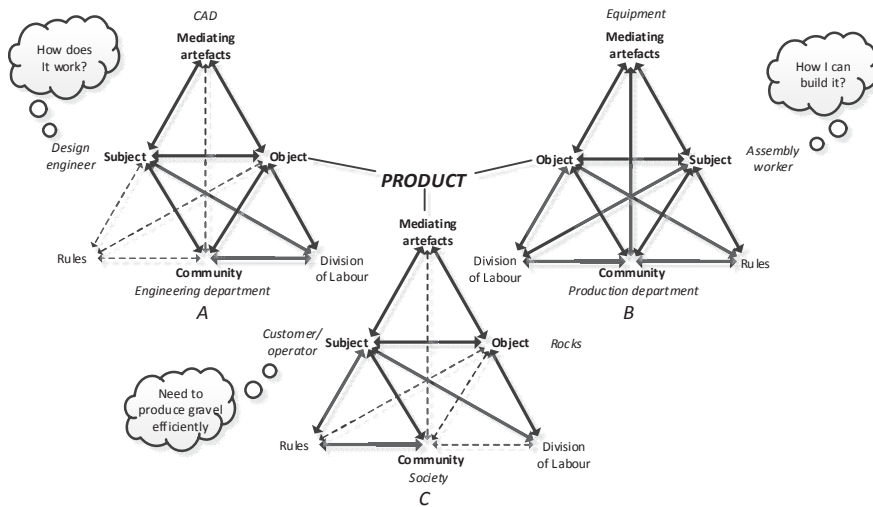 CAD
Mediating
artefacts
How does
It work?
Design
engineer
Subject
Object
Rules
Community
Division
of Labour
Engineering department
A
Equipment
Mediating
artefacts
How I can
build it?
Object
Subject
Assembly
worker
Division
of Labour
Community
Rules
Production department
B
PRODUCT
Mediating
artefacts
Customer/
operator
Subject
Object
Rocks
Need to
produce gravel
efficiently
Rules
Community
Division
of Labour
Society
C